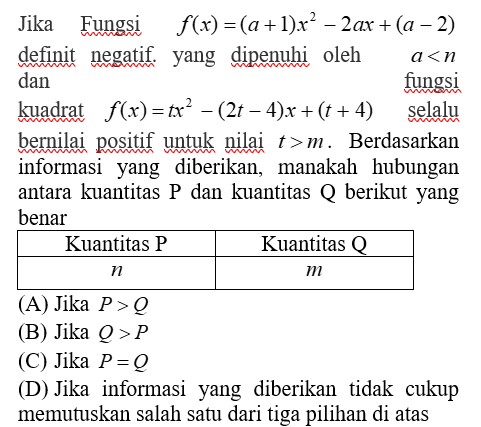 Jika Fungsi f(x) = (a + 1)x² − 2ax + (a − 2)
definit negatif. yang dipenuhi oleh a < n
dan fungsi
kuadrat f(x) = tx² − (2t − 4)x + (t + 4) selalu
bernilai positif untuk nilai t > m. Berdasarkan
informasi yang diberikan, manakah hubungan
antara kuantitas P dan kuantitas Q berikut yang
benar
Kuantitas P Kuantitas Q
n m
(A) Jika P > Q
(B) Jika Q > P
(C) Jika P = Q
(D) Jika informasi yang diberikan tidak cukup
memutuskan salah satu dari tiga pilihan di atas